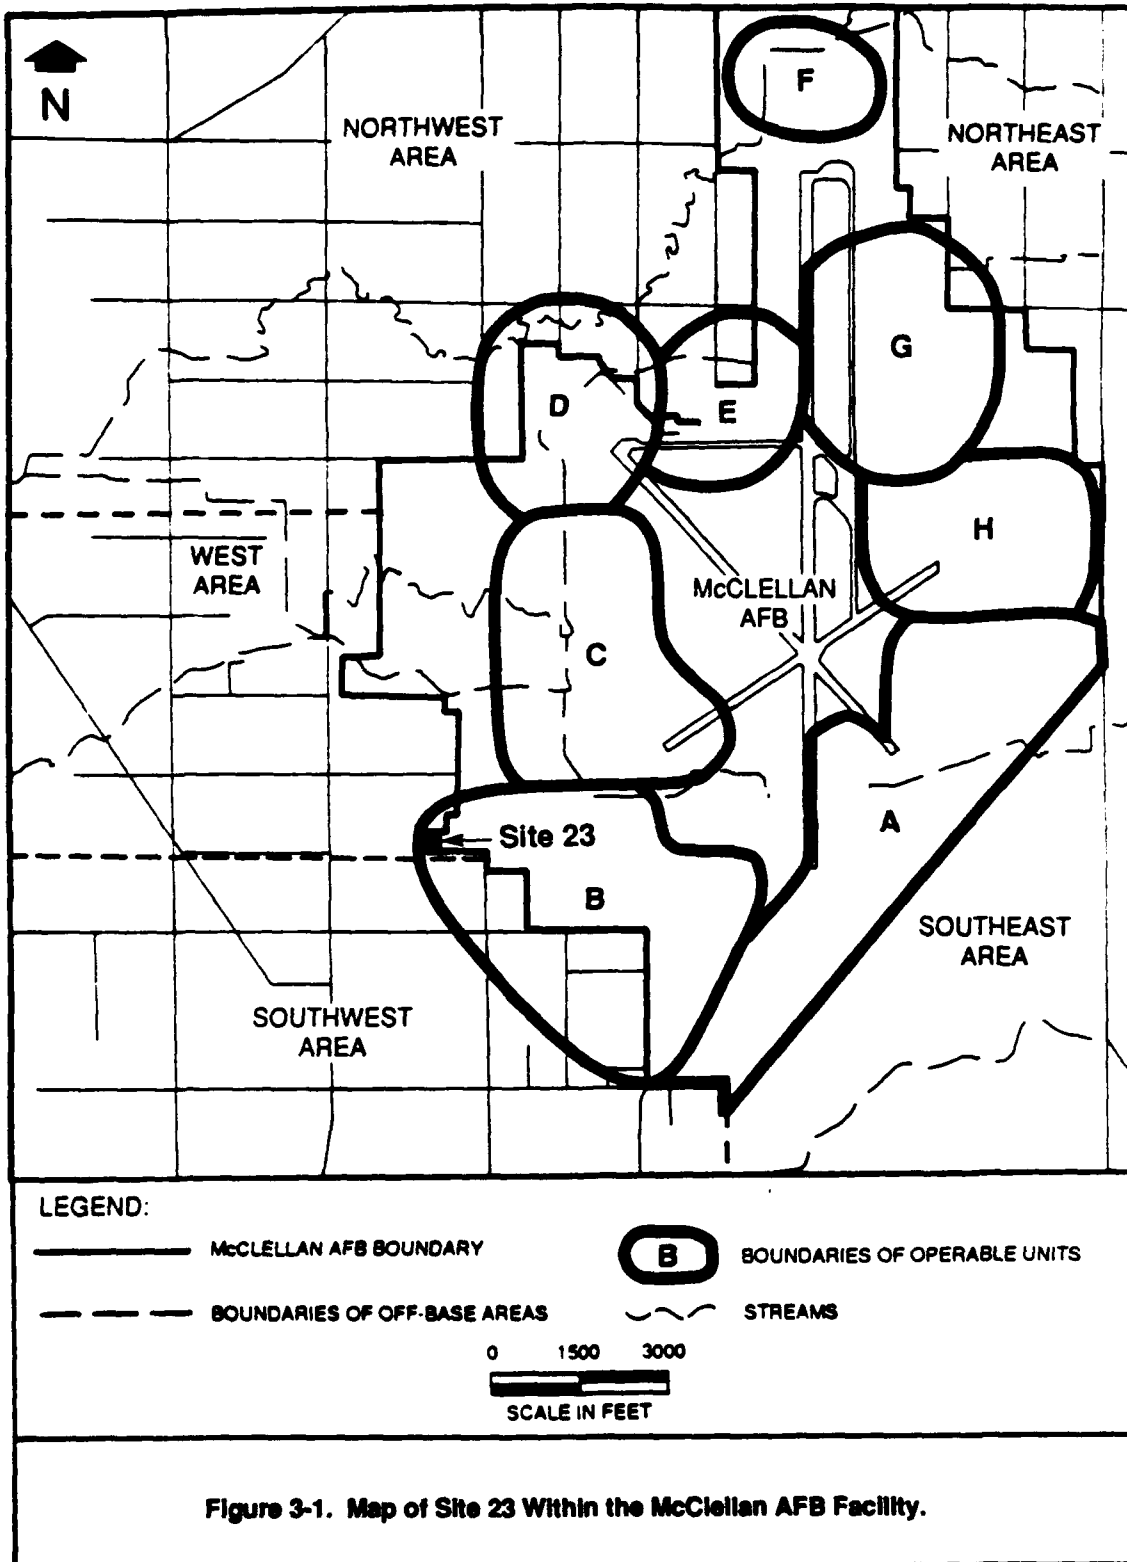 N
F
NORTHWEST
AREA
NORTHEAST
AREA
G
D
E
H
WEST
AREA
McCLELLAN
AFB
C
A
Site 23
B
SOUTHEAST
AREA
SOUTHWEST
AREA
LEGEND:
McCLELLAN AFB BOUNDARY
B
BOUNDARIES OF OPERABLE UNITS
BOUNDARIES OF OFF-BASE AREAS
STREAMS
0 1500 3000
SCALE IN FEET
Figure 3-1. Map of Site 23 Within the McClellan AFB Facility.